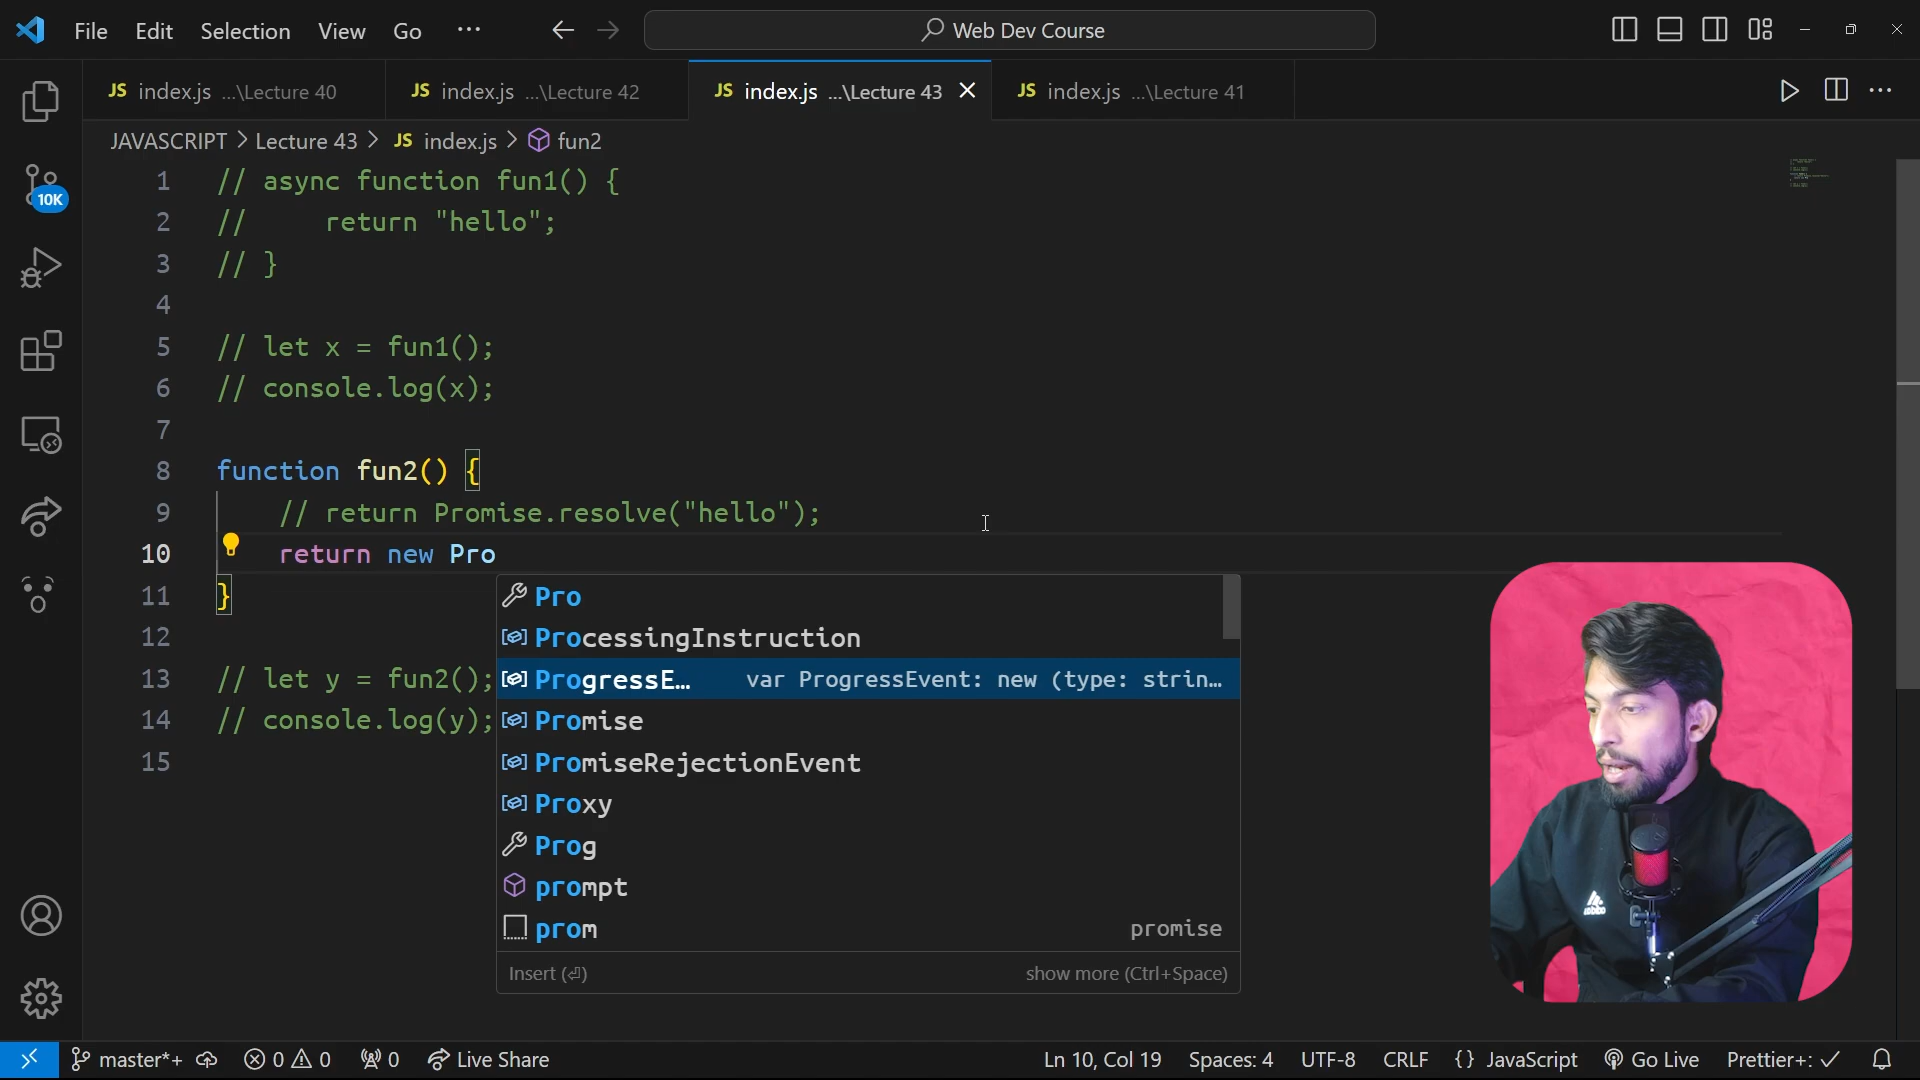 File Edit Selection View Go ··· Web Dev Course
JS index.js ...\Lecture 40 JS index.js ...\Lecture 42 JS index.js ...\Lecture 43 JS index.js ...\Lecture 41
JAVASCRIPT > Lecture 43 > JS index.js > fun2
10K
1 // async function fun1() {
2 //     return "hello";
3 // }
4
5 // let x = fun1();
6 // console.log(x);
7
8 function fun2() {
9     // return Promise.resolve("hello");
10     return new Pro
11 }
12
13 // let y = fun2();
14 // console.log(y);
15
Pro
ProcessingInstruction
ProgressE… var ProgressEvent: new (type: strin…
Promise
PromiseRejectionEvent
Proxy
Prog
prompt
prom promise
Insert (⏎) show more (Ctrl+Space)
master*+ 0 0 0 Live Share Ln 10, Col 19 Spaces: 4 UTF-8 CRLF {} JavaScript Go Live Prettier+: ✓